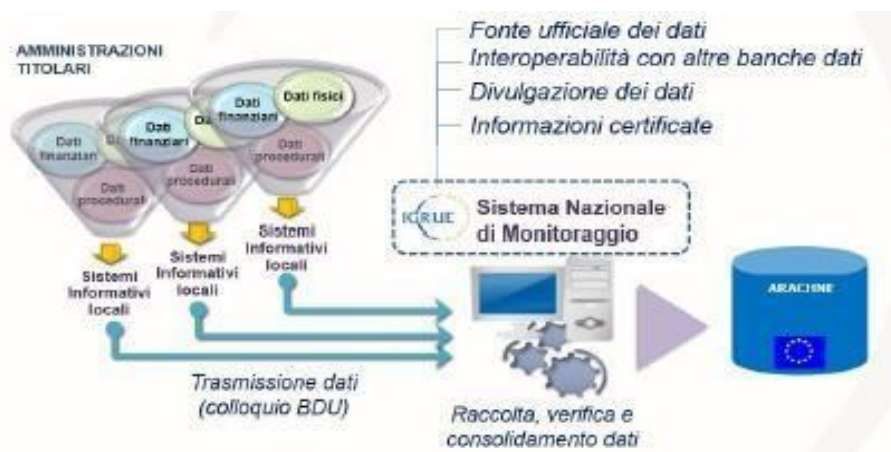 AMMINISTRAZIONI
TITOLARI
Dati
finanziari
Dati
procedurali
Dati
finanziari
Dati
procedurali
Dati
finanziari
Dati fisici
Dati
procedurali
Sistemi
Informativi
locali
Sistemi
Informativi
locali
Sistemi
Informativi
locali
Trasmissione dati
(colloquio BDU)
Fonte ufficiale dei dati
Interoperabilità con altre banche dati
Divulgazione dei dati
Informazioni certificate
IGRUE
Sistema Nazionale
di Monitoraggio
Raccolta, verifica e
consolidamento dati
ARACHNE